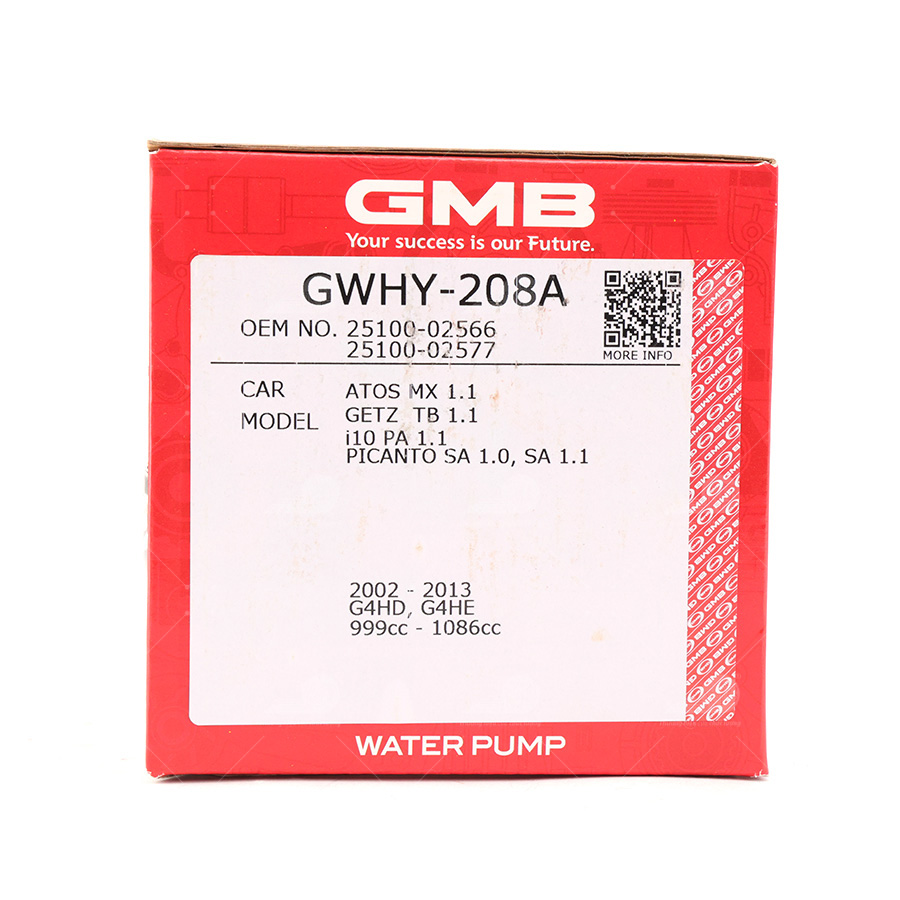 GMB
Your success is our Future.
GWHY-208A
OEM NO. 25100-02566
25100-02577
MORE INFO
CAR ATOS MX 1.1
MODEL GETZ TB 1.1
i10 PA 1.1
PICANTO SA 1.0, SA 1.1
2002 - 2013
G4HD, G4HE
999cc - 1086cc
WATER PUMP